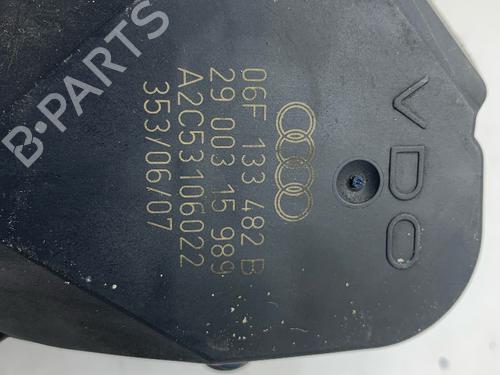 B-PARTS
VDO
06F 133 482 B
29 003 15 989
A2C53106022
353/06/07